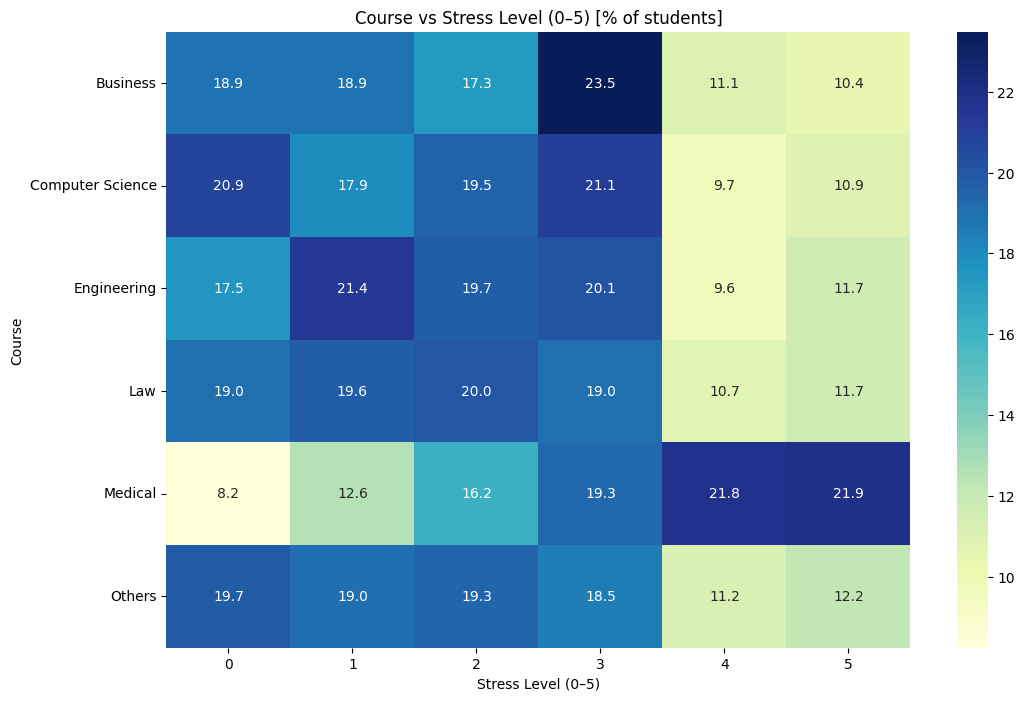 Course vs Stress Level (0–5) [% of students]
Course
Business 18.9 18.9 17.3 23.5 11.1 10.4
Computer Science 20.9 17.9 19.5 21.1 9.7 10.9
Engineering 17.5 21.4 19.7 20.1 9.6 11.7
Law 19.0 19.6 20.0 19.0 10.7 11.7
Medical 8.2 12.6 16.2 19.3 21.8 21.9
Others 19.7 19.0 19.3 18.5 11.2 12.2
0 1 2 3 4 5
Stress Level (0–5)
22
20
18
16
14
12
10